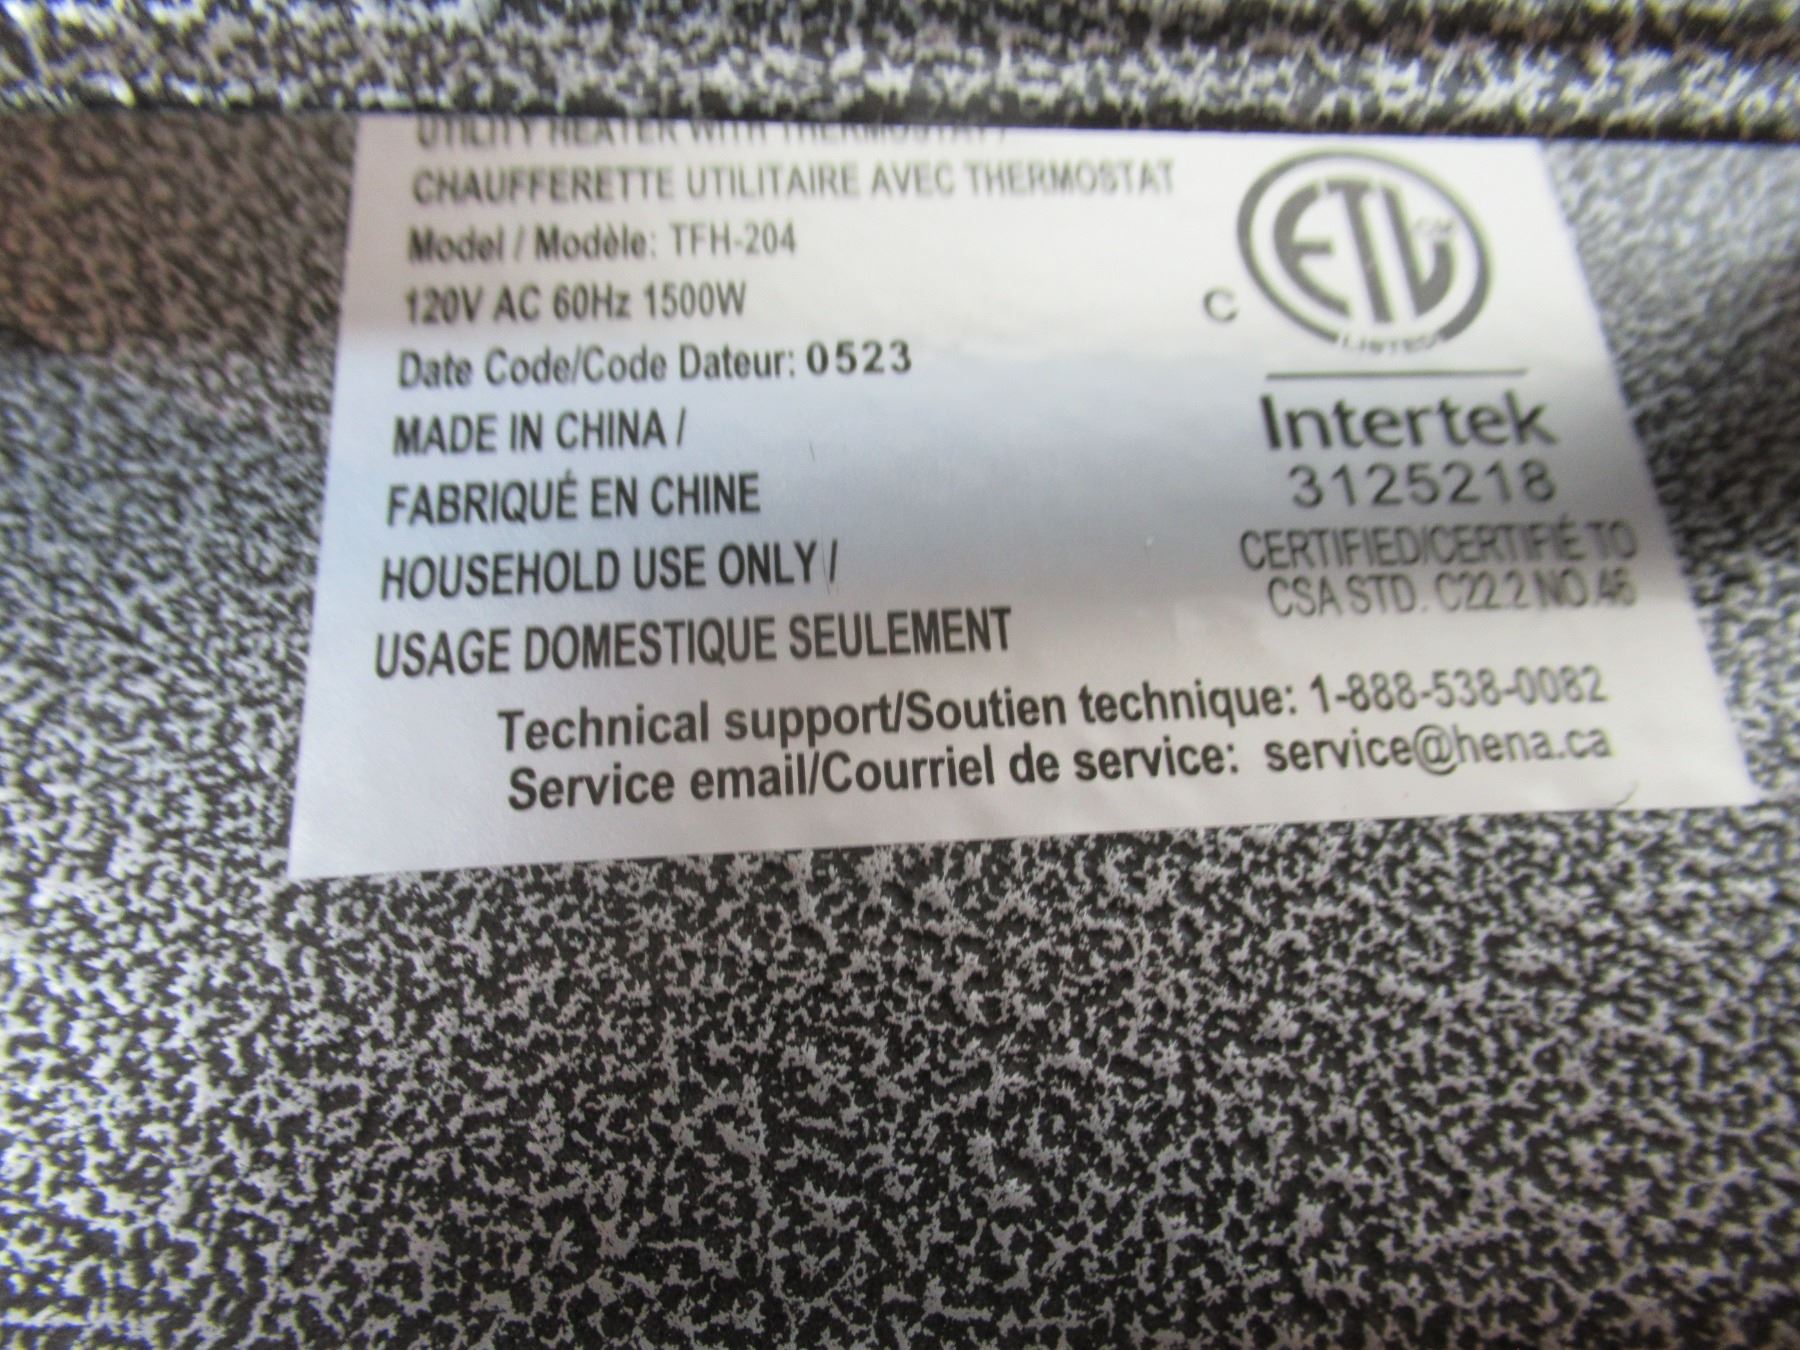 UTILITY HEATER WITH THERMOSTAT /
CHAUFFERETTE UTILITAIRE AVEC THERMOSTAT
Model / Modèle: TFH-204
120V AC 60Hz 1500W
Date Code/Code Dateur: 0523
MADE IN CHINA /
FABRIQUÉ EN CHINE
HOUSEHOLD USE ONLY /
USAGE DOMESTIQUE SEULEMENT
C ETL CM
LISTED
Intertek
3125218
CERTIFIED/CERTIFIÉ TO
CSA STD. C22.2 NO.46
Technical support/Soutien technique: 1-888-538-0082
Service email/Courriel de service: service@hena.ca